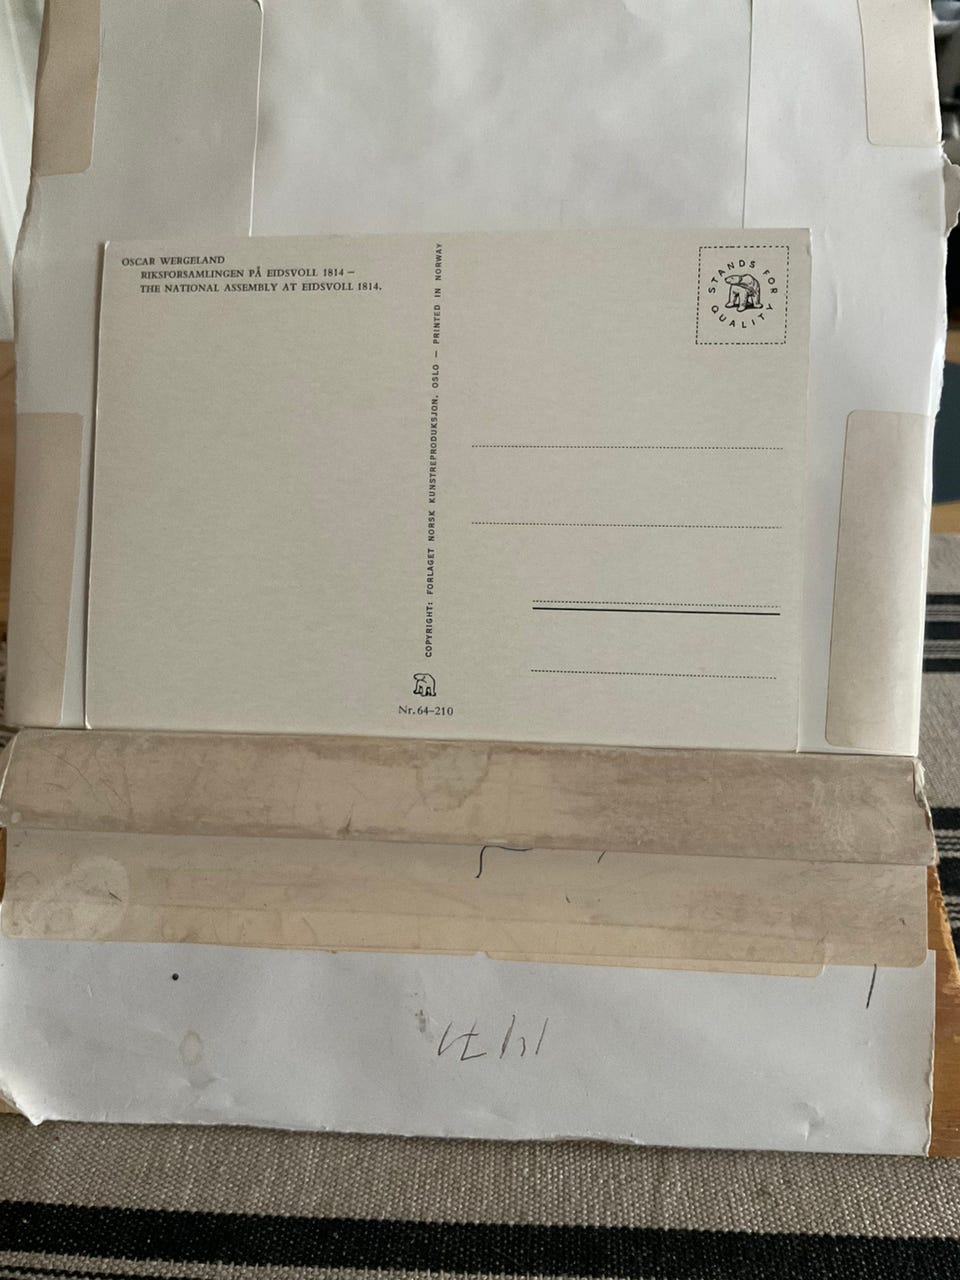 OSCAR WERGELAND
RIKSFORSAMLINGEN PÅ EIDSVOLL 1814 –
THE NATIONAL ASSEMBLY AT EIDSVOLL 1814.
COPYRIGHT: FORLAGET NORSK KUNSTREPRODUKSJON. OSLO — PRINTED IN NORWAY
STANDS FOR QUALITY
Nr. 64–210